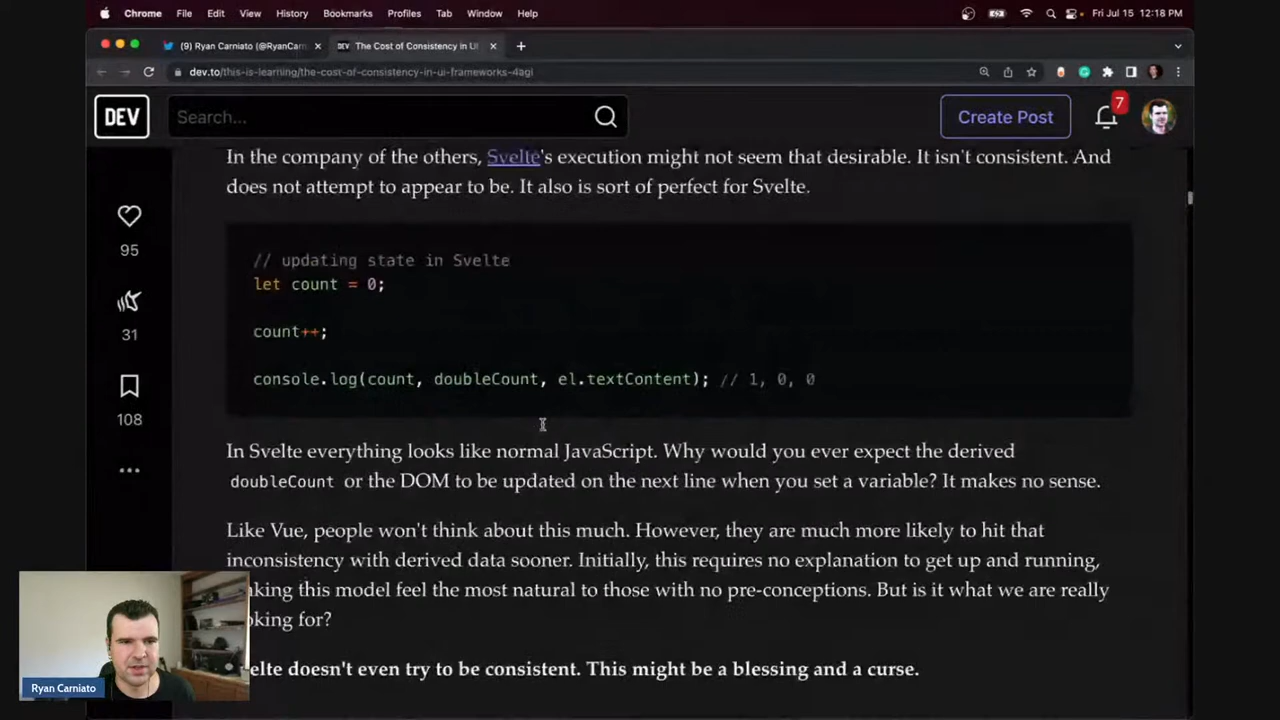 Chrome File Edit View History Bookmarks Profiles Tab Window Help Fri Jul 15 12:18 PM
(9) Ryan Carniato (@RyanCarn
The Cost of Consistency in UI
dev.to/this-is-learning/the-cost-of-consistency-in-ui-frameworks-4agi
DEV
Search...
Create Post
7
In the company of the others, Svelte's execution might not seem that desirable. It isn't consistent. And
does not attempt to appear to be. It also is sort of perfect for Svelte.
95
31
108
// updating state in Svelte
let count = 0;
count++;
console.log(count, doubleCount, el.textContent); // 1, 0, 0
In Svelte everything looks like normal JavaScript. Why would you ever expect the derived
doubleCount or the DOM to be updated on the next line when you set a variable? It makes no sense.
Like Vue, people won't think about this much. However, they are much more likely to hit that
inconsistency with derived data sooner. Initially, this requires no explanation to get up and running,
aking this model feel the most natural to those with no pre-conceptions. But is it what we are really
oking for?
elte doesn't even try to be consistent. This might be a blessing and a curse.
Ryan Carniato